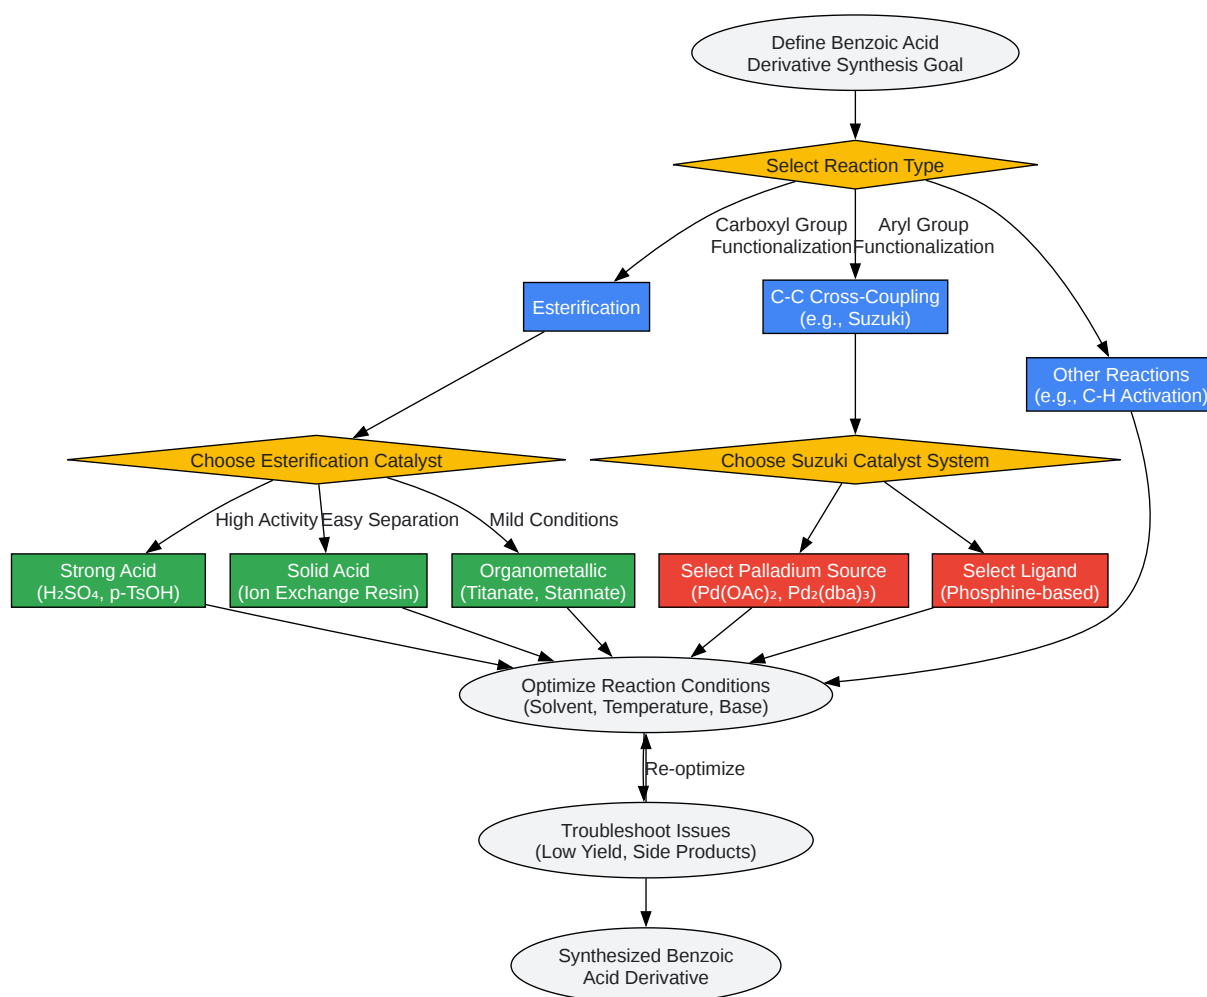 Define Benzoic Acid
Derivative Synthesis Goal
Select Reaction Type
Carboxyl Group
Functionalization
Aryl Group
Functionalization
Esterification
C-C Cross-Coupling
(e.g., Suzuki)
Other Reactions
(e.g., C-H Activation)
Choose Esterification Catalyst
Choose Suzuki Catalyst System
High Activity
Easy Separation
Mild Conditions
Strong Acid
(H₂SO₄, p-TsOH)
Solid Acid
(Ion Exchange Resin)
Organometallic
(Titanate, Stannate)
Select Palladium Source
(Pd(OAc)₂, Pd₂(dba)₃)
Select Ligand
(Phosphine-based)
Optimize Reaction Conditions
(Solvent, Temperature, Base)
Re-optimize
Troubleshoot Issues
(Low Yield, Side Products)
Synthesized Benzoic
Acid Derivative